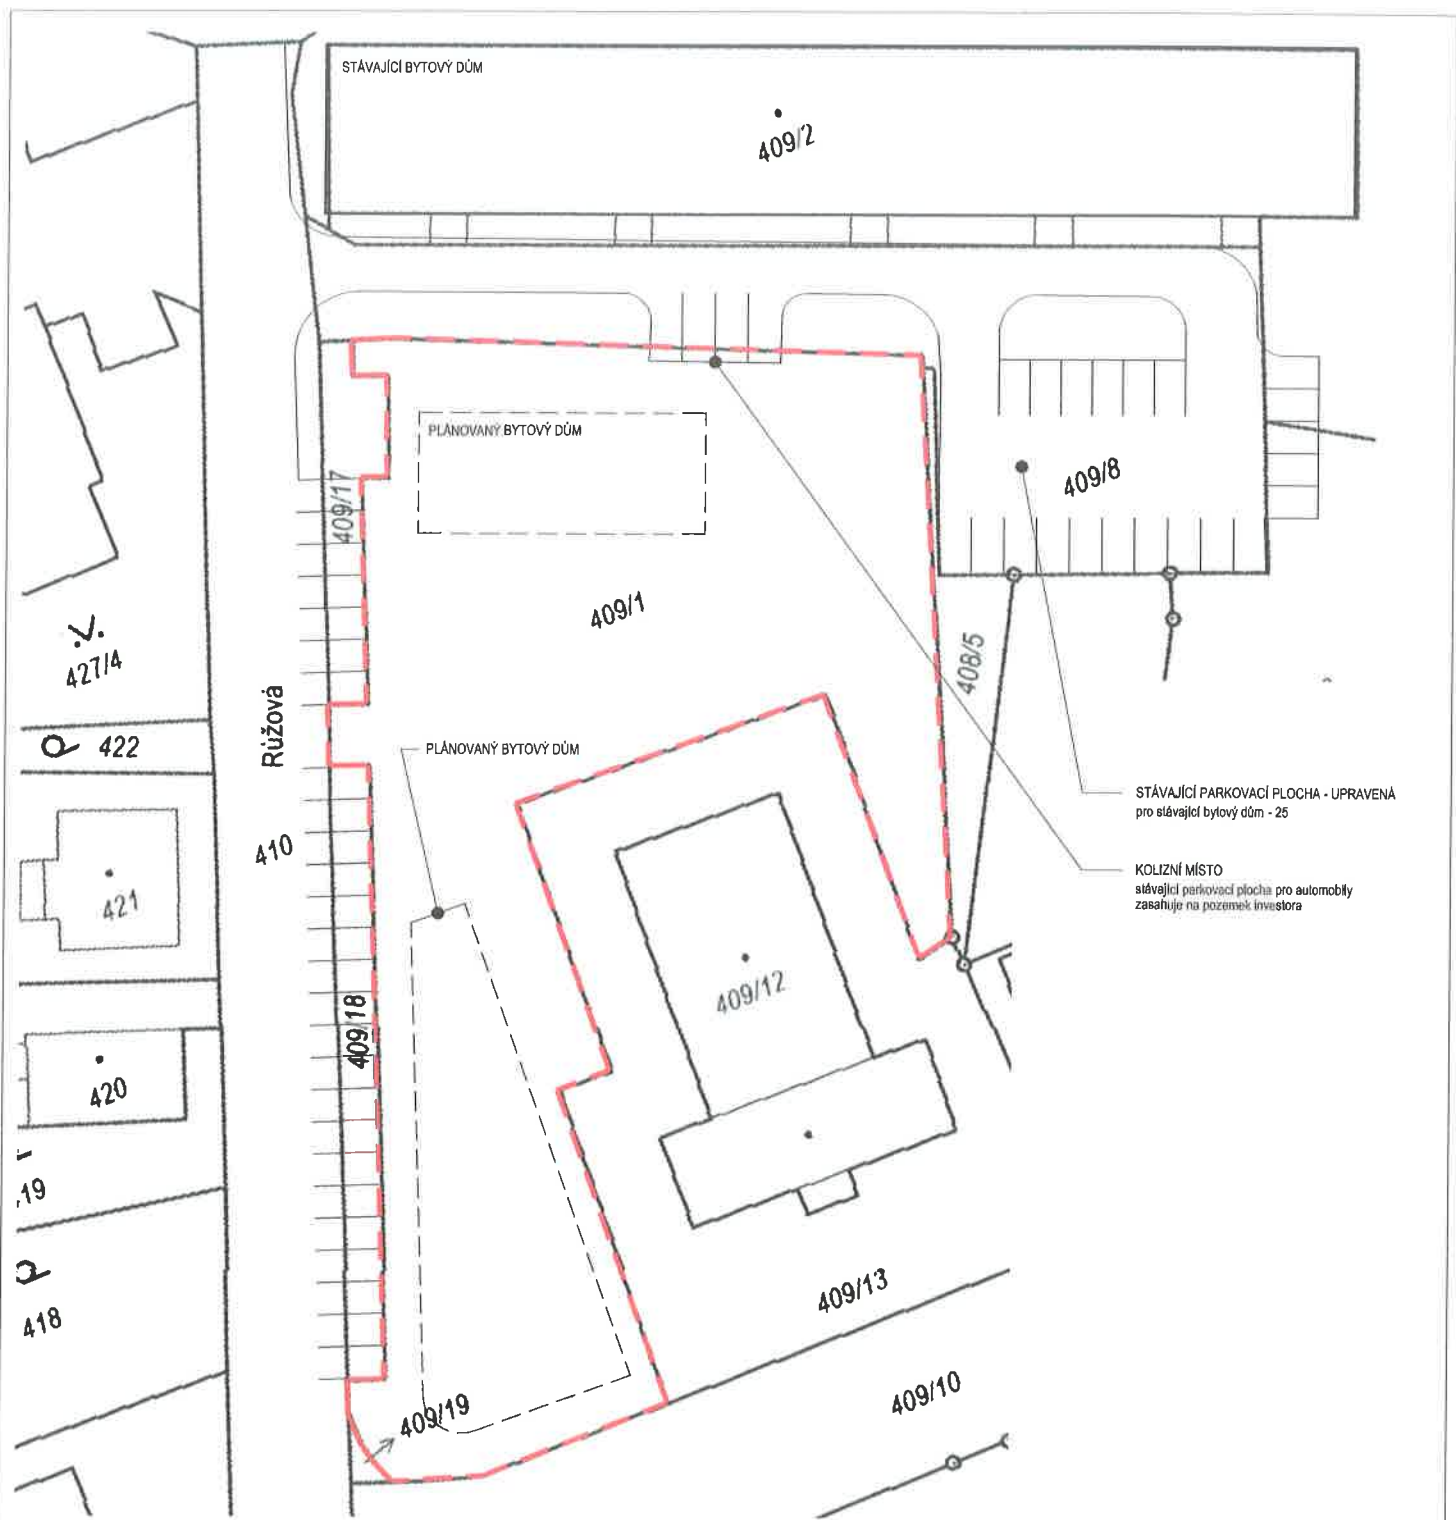 STÁVAJÍCÍ BYTOVÝ DŮM
409/2
PLÁNOVANÝ BYTOVÝ DŮM
409/17
409/8
409/1
427/4
408/5
Růžová
422
PLÁNOVANÝ BYTOVÝ DŮM
STÁVAJÍCÍ PARKOVACÍ PLOCHA - UPRAVENÁ
pro stávající bytový dům - 25
410
KOLIZNÍ MÍSTO
stávající parkovací plocha pro automobily
zasahuje na pozemek investora
421
409/12
409/18
420
19
409/13
418
409/10
409/19